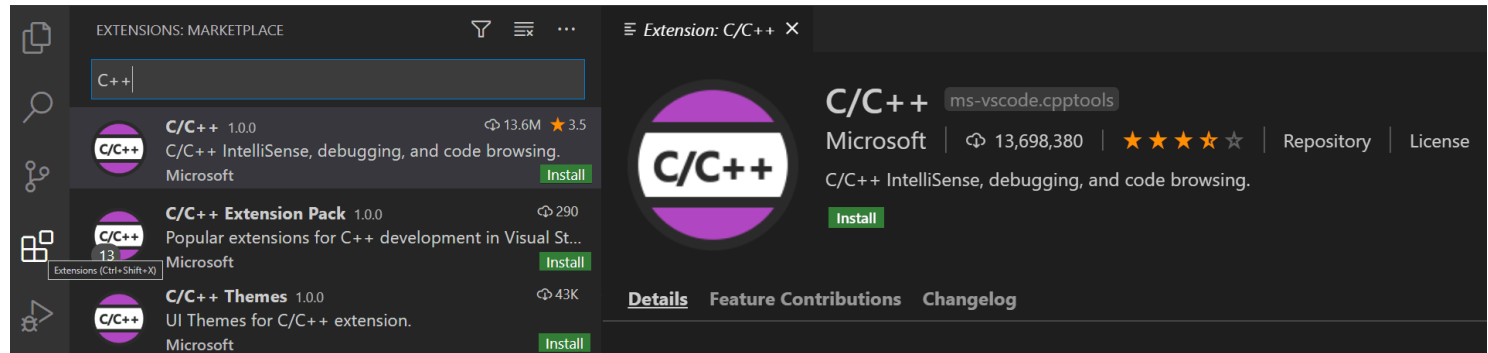 EXTENSIONS: MARKETPLACE
C++
C/C++ 1.0.0 13.6M 3.5
C/C++ IntelliSense, debugging, and code browsing.
Microsoft Install
C/C++
C/C++ Extension Pack 1.0.0 290
Popular extensions for C++ development in Visual St...
Microsoft Install
C/C++
13
Extensions (Ctrl+Shift+X)
C/C++ Themes 1.0.0 43K
UI Themes for C/C++ extension.
Microsoft Install
C/C++
Extension: C/C++
C/C++
C/C++ ms-vscode.cpptools
Microsoft 13,698,380 Repository License
C/C++ IntelliSense, debugging, and code browsing.
Install
Details Feature Contributions Changelog